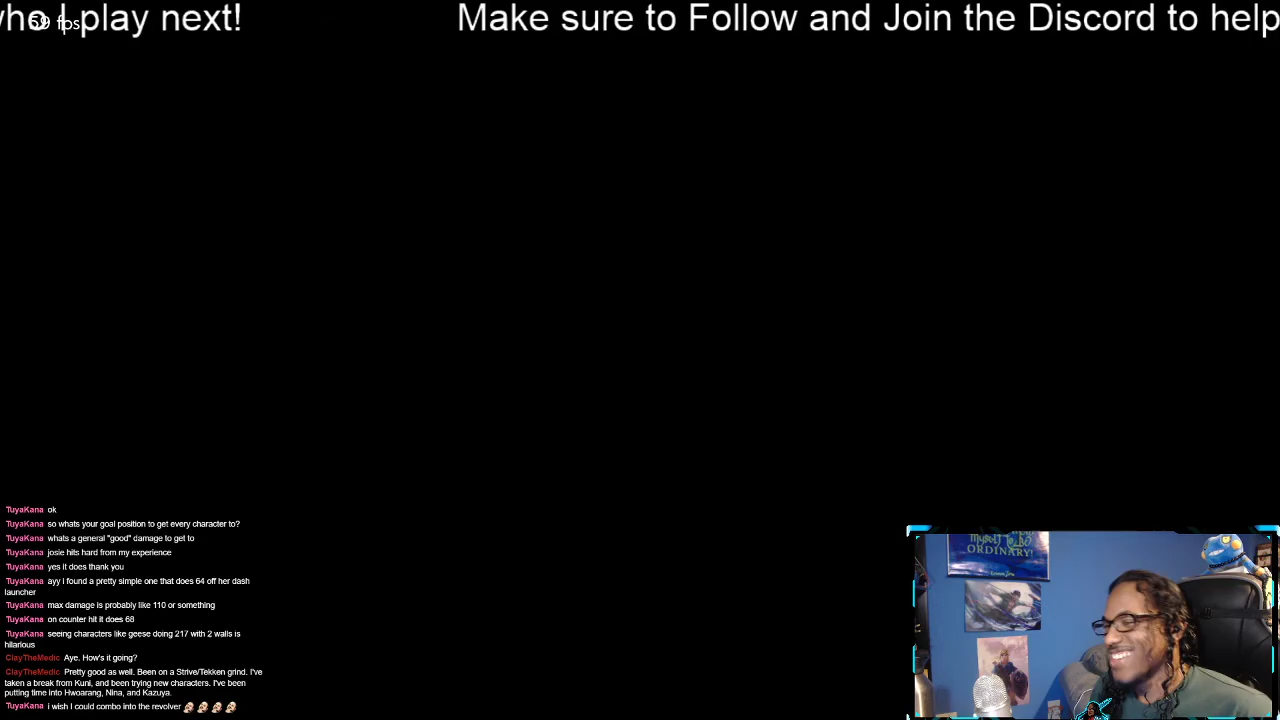 who I play next! Make sure to Follow and Join the Discord to help
59 fps
TuyaKana ok
TuyaKana so whats your goal position to get every character to?
TuyaKana whats a general "good" damage to get to
TuyaKana josie hits hard from my experience
TuyaKana yes it does thank you
TuyaKana ayy i found a pretty simple one that does 64 off her dash
launcher
TuyaKana max damage is probably like 110 or something
TuyaKana on counter hit it does 68
TuyaKana seeing characters like geese doing 217 with 2 walls is
hilarious
ClayTheMedic Aye. How's it going?
ClayTheMedic Pretty good as well. Been on a Strive/Tekken grind. I've
taken a break from Kuni, and been trying new characters. I've been
putting time into Hwoarang, Nina, and Kazuya.
TuyaKana i wish I could combo into the revolver
Myself To Be
ORDINARY!